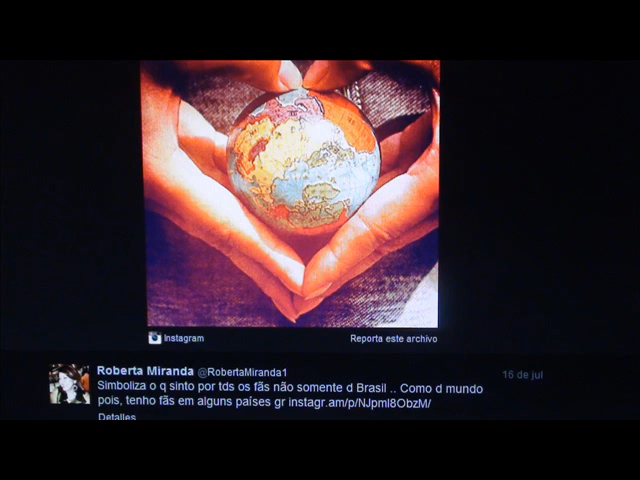 Instagram
Reporta este archivo
Roberta Miranda @RobertaMiranda1
16 de jul
Simboliza o q sinto por tds os fãs não somente d Brasil .. Como d mundo
pois, tenho fãs em alguns países gr instagr.am/p/NJpml8ObzM/
Detalles